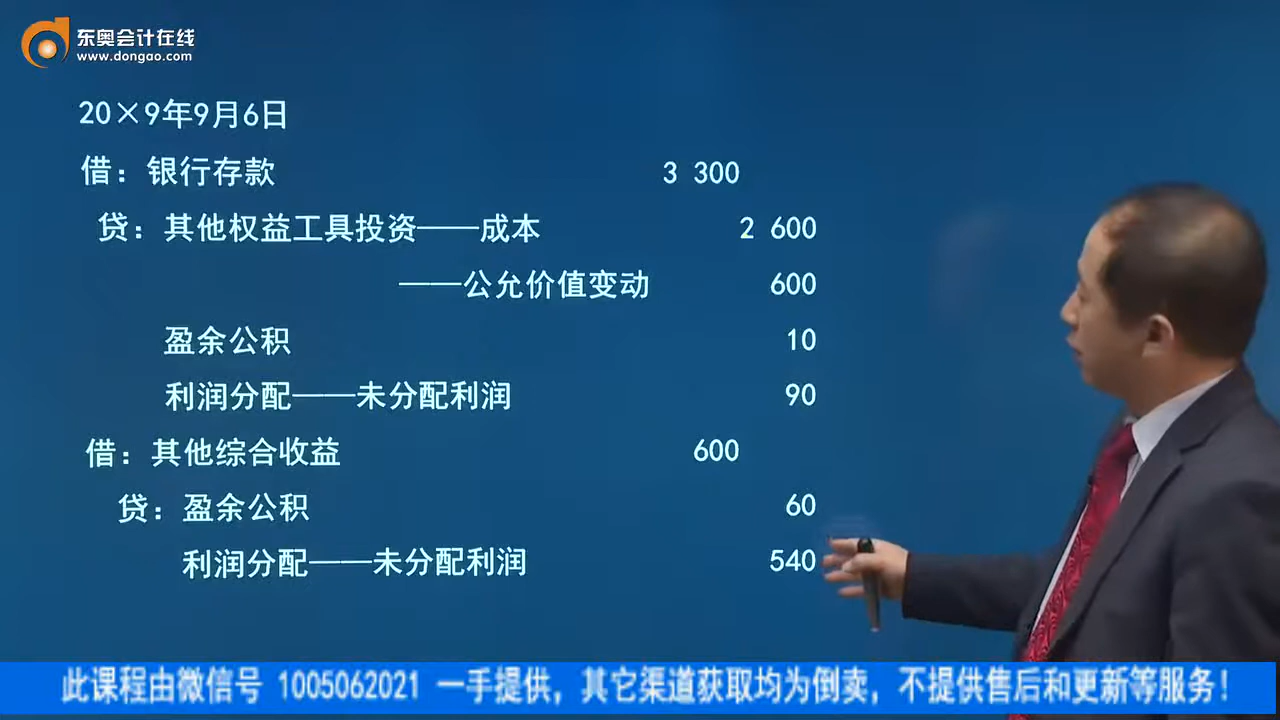 东奥会计在线
www.dongao.com
20×9年9月6日
借：银行存款 3 300
贷：其他权益工具投资——成本 2 600
——公允价值变动 600
盈余公积 10
利润分配——未分配利润 90
借：其他综合收益 600
贷：盈余公积 60
利润分配——未分配利润 540
此课程由微信号 1005062021 一手提供，其它渠道获取均为倒卖，不提供售后和更新等服务！